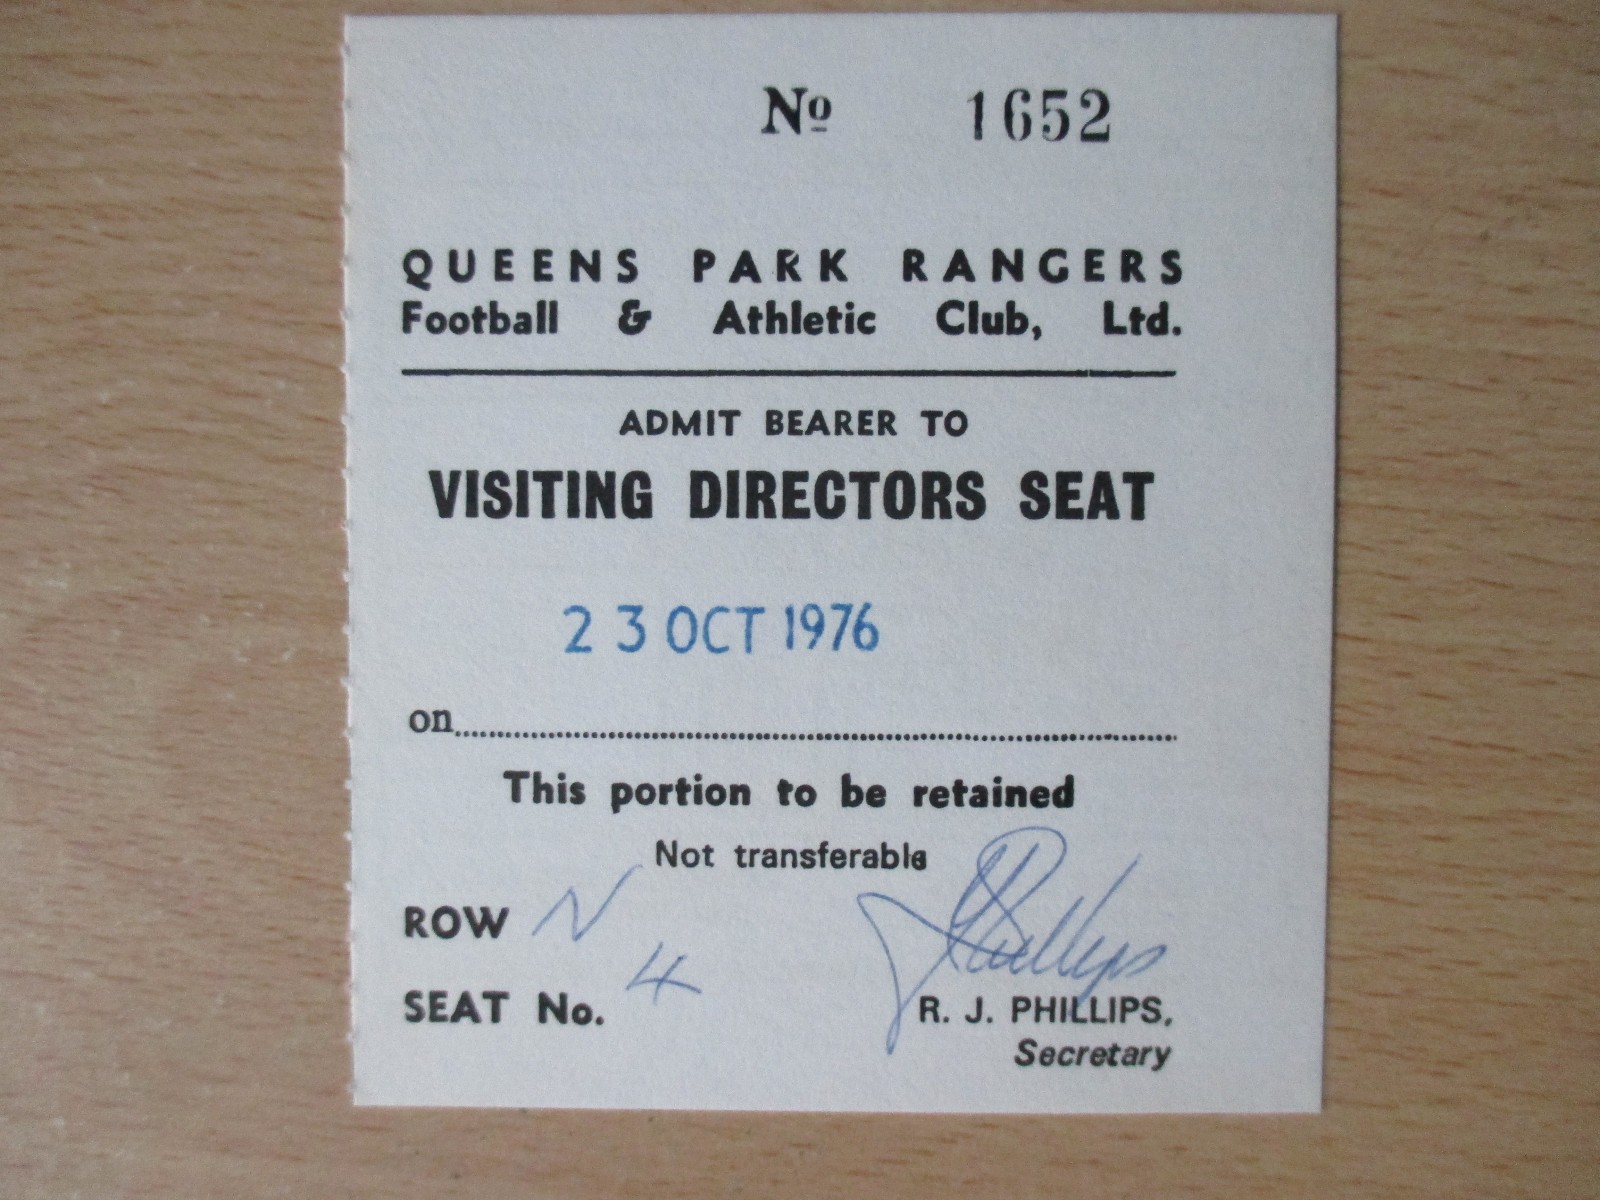 Nº 1652
QUEENS PARK RANGERS
Football & Athletic Club, Ltd.
ADMIT BEARER TO
VISITING DIRECTORS SEAT
23 OCT 1976
on
This portion to be retained
Not transferable
ROW N
SEAT No. 4
R J Phillips
R. J. PHILLIPS,
Secretary